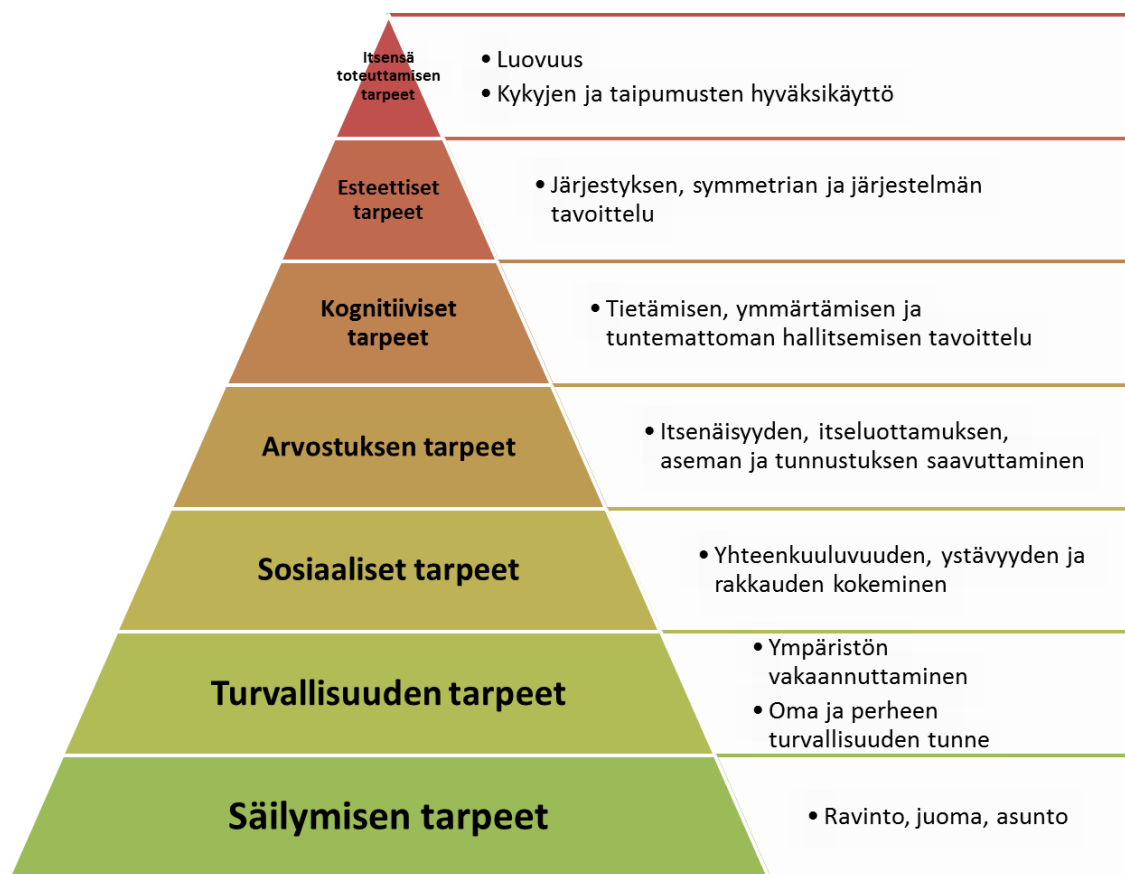 Itsensä
toteuttamisen
tarpeet
• Luovuus
• Kykyjen ja taipumusten hyväksikäyttö
Esteettiset
tarpeet
• Järjestyksen, symmetrian ja järjestelmän
tavoittelu
Kognitiiviset
tarpeet
• Tietämisen, ymmärtämisen ja
tuntemattoman hallitsemisen tavoittelu
Arvostuksen tarpeet
• Itsenäisyyden, itseluottamuksen,
aseman ja tunnustuksen saavuttaminen
Sosiaaliset tarpeet
• Yhteenkuuluvuuden, ystävyyden ja
rakkauden kokeminen
Turvallisuuden tarpeet
• Ympäristön
vakaannuttaminen
• Oma ja perheen
turvallisuuden tunne
Säilymisen tarpeet
• Ravinto, juoma, asunto